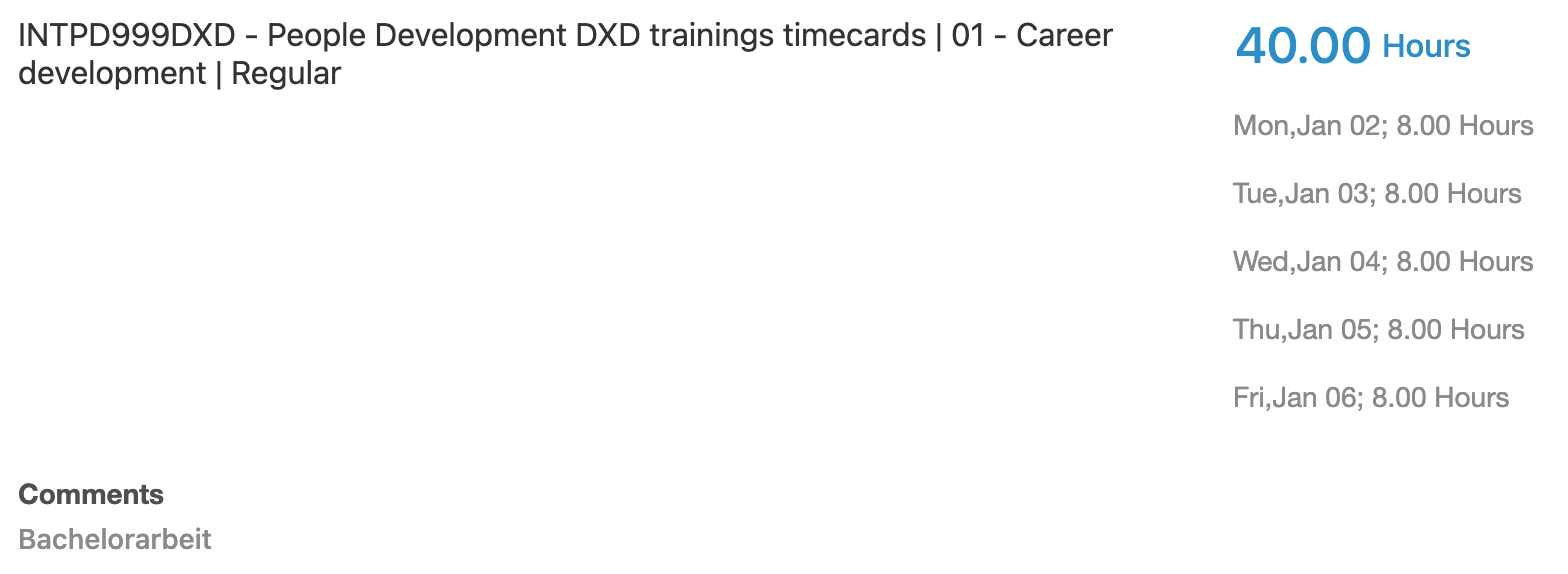 INTPD999DXD - People Development DXD trainings timecards | 01 - Career
development | Regular
40.00 Hours
Mon,Jan 02; 8.00 Hours
Tue,Jan 03; 8.00 Hours
Wed,Jan 04; 8.00 Hours
Thu,Jan 05; 8.00 Hours
Fri,Jan 06; 8.00 Hours
Comments
Bachelorarbeit